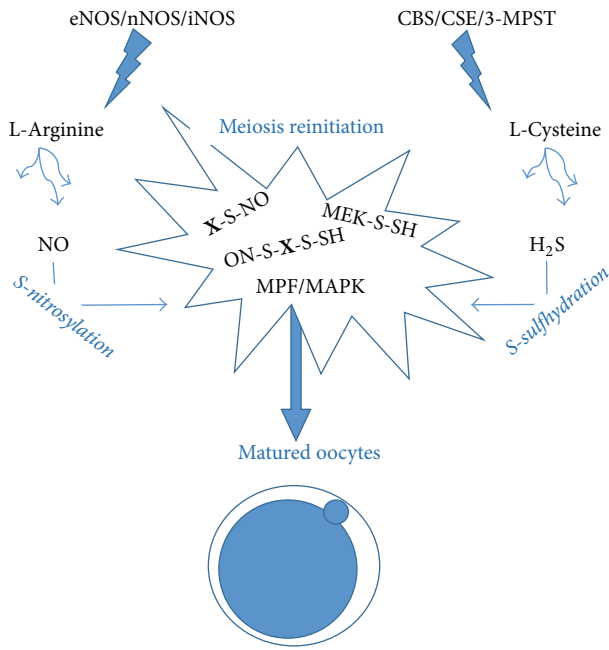 eNOS/nNOS/iNOS
CBS/CSE/3-MPST
L-Arginine
Meiosis reinitiation
L-Cysteine
X-S-NO
MEK-S-SH
ON-S-X-S-SH
NO
H₂S
MPF/MAPK
S-nitrosylation
S-sulfhydration
Matured oocytes